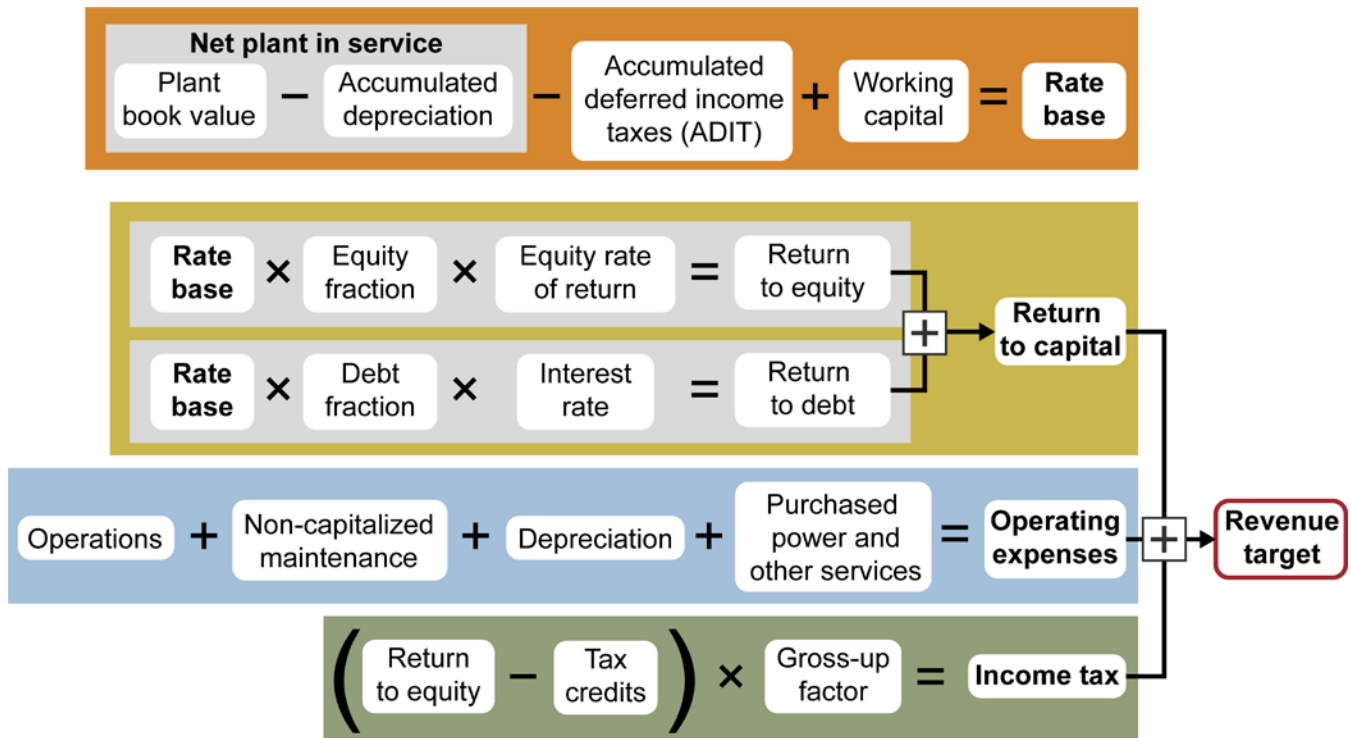 Net plant in service
Plant
book value
−
Accumulated
depreciation
−
Accumulated
deferred income
taxes (ADIT)
+
Working
capital
=
Rate
base
Rate
base
×
Equity
fraction
×
Equity rate
of return
=
Return
to equity
Rate
base
×
Debt
fraction
×
Interest
rate
=
Return
to debt
+
Return
to capital
Operations
+
Non-capitalized
maintenance
+
Depreciation
+
Purchased
power and
other services
=
Operating
expenses
+
Revenue
target
(
Return
to equity
−
Tax
credits
)
×
Gross-up
factor
=
Income tax